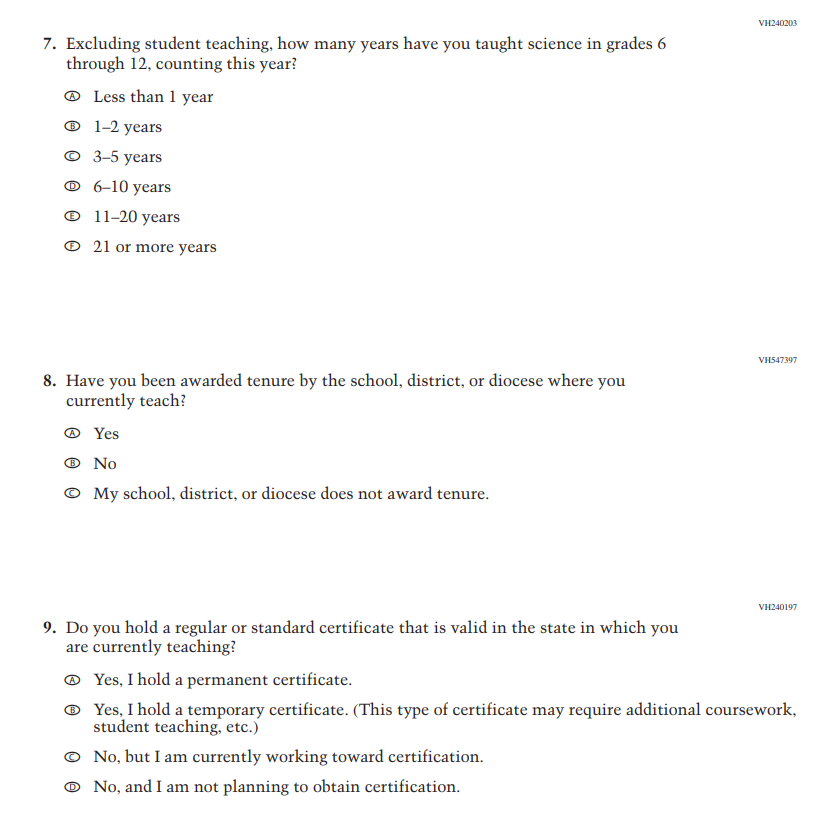 VH240203
7. Excluding student teaching, how many years have you taught science in grades 6
through 12, counting this year?
A Less than 1 year
B 1–2 years
C 3–5 years
D 6–10 years
E 11–20 years
F 21 or more years
VH547397
8. Have you been awarded tenure by the school, district, or diocese where you
currently teach?
A Yes
B No
C My school, district, or diocese does not award tenure.
VH240197
9. Do you hold a regular or standard certificate that is valid in the state in which you
are currently teaching?
A Yes, I hold a permanent certificate.
B Yes, I hold a temporary certificate. (This type of certificate may require additional coursework,
student teaching, etc.)
C No, but I am currently working toward certification.
D No, and I am not planning to obtain certification.